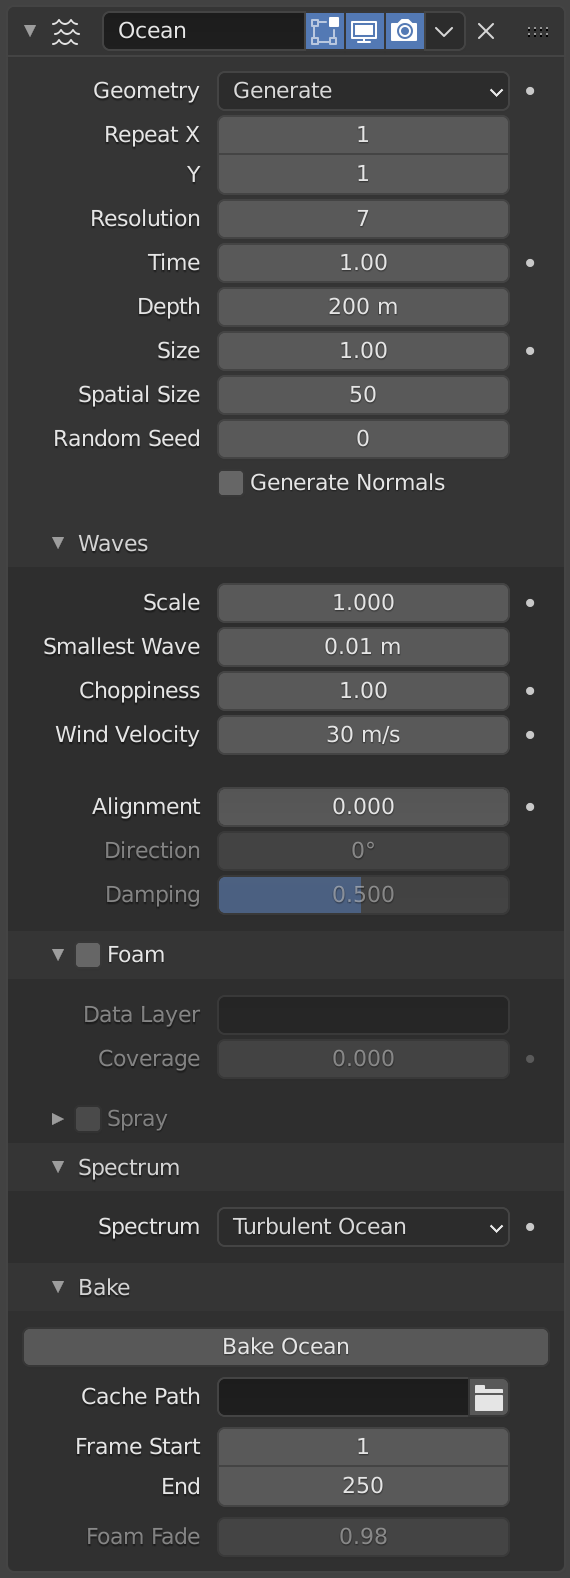 Ocean
Geometry Generate
Repeat X 1
Y 1
Resolution 7
Time 1.00
Depth 200 m
Size 1.00
Spatial Size 50
Random Seed 0
Generate Normals
Waves
Scale 1.000
Smallest Wave 0.01 m
Choppiness 1.00
Wind Velocity 30 m/s
Alignment 0.000
Direction 0°
Damping 0.500
Foam
Data Layer
Coverage 0.000
Spray
Spectrum
Spectrum Turbulent Ocean
Bake
Bake Ocean
Cache Path
Frame Start 1
End 250
Foam Fade 0.98